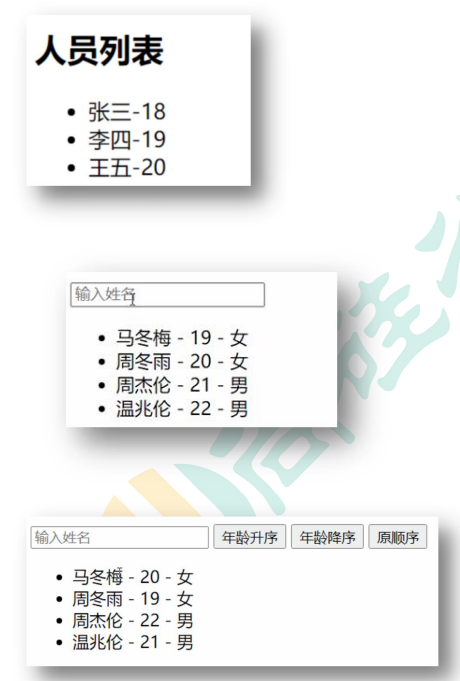 人员列表
张三-18
李四-19
王五-20
输入姓名
马冬梅 - 19 - 女
周冬雨 - 20 - 女
周杰伦 - 21 - 男
温兆伦 - 22 - 男
输入姓名 年龄升序 年龄降序 原顺序
马冬梅 - 20 - 女
周冬雨 - 19 - 女
周杰伦 - 22 - 男
温兆伦 - 21 - 男